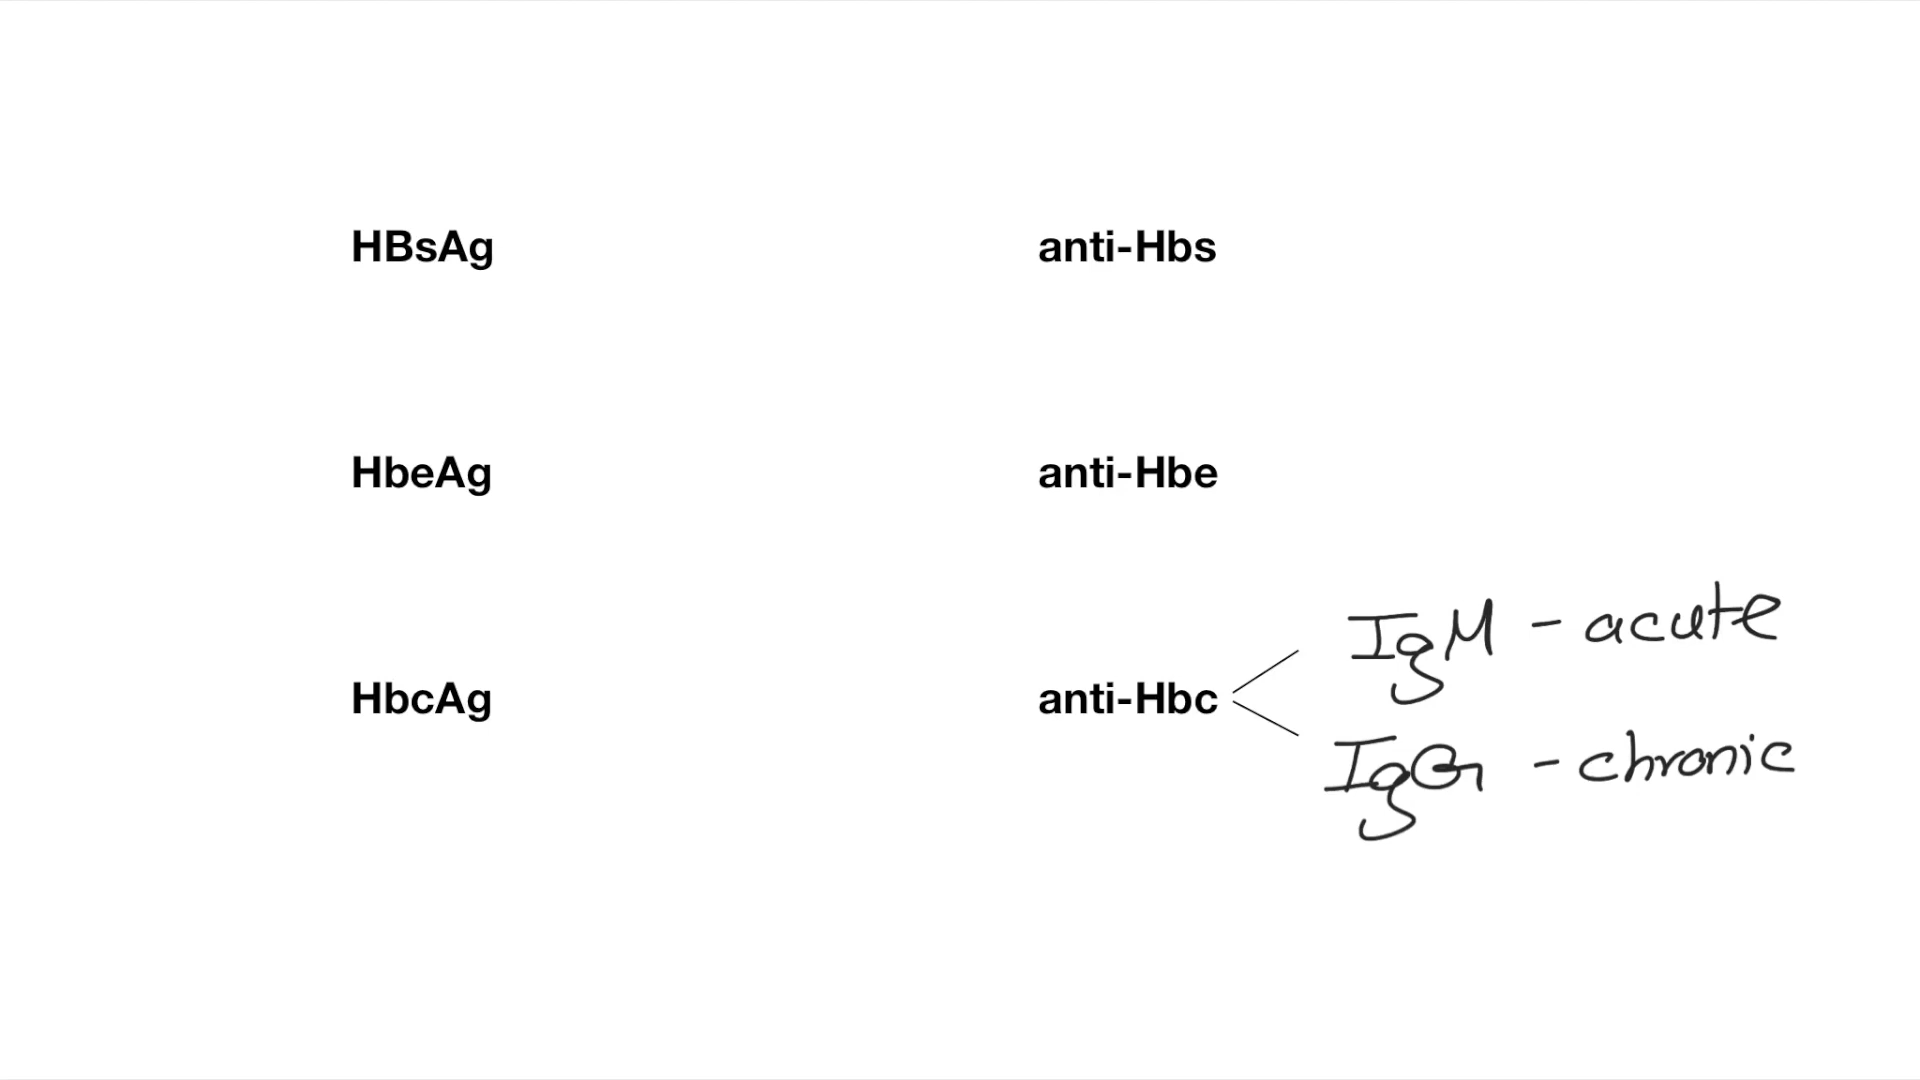 HBsAg anti-Hbs
HbeAg anti-Hbe
IgM - acute
HbcAg anti-Hbc
IgG - chronic